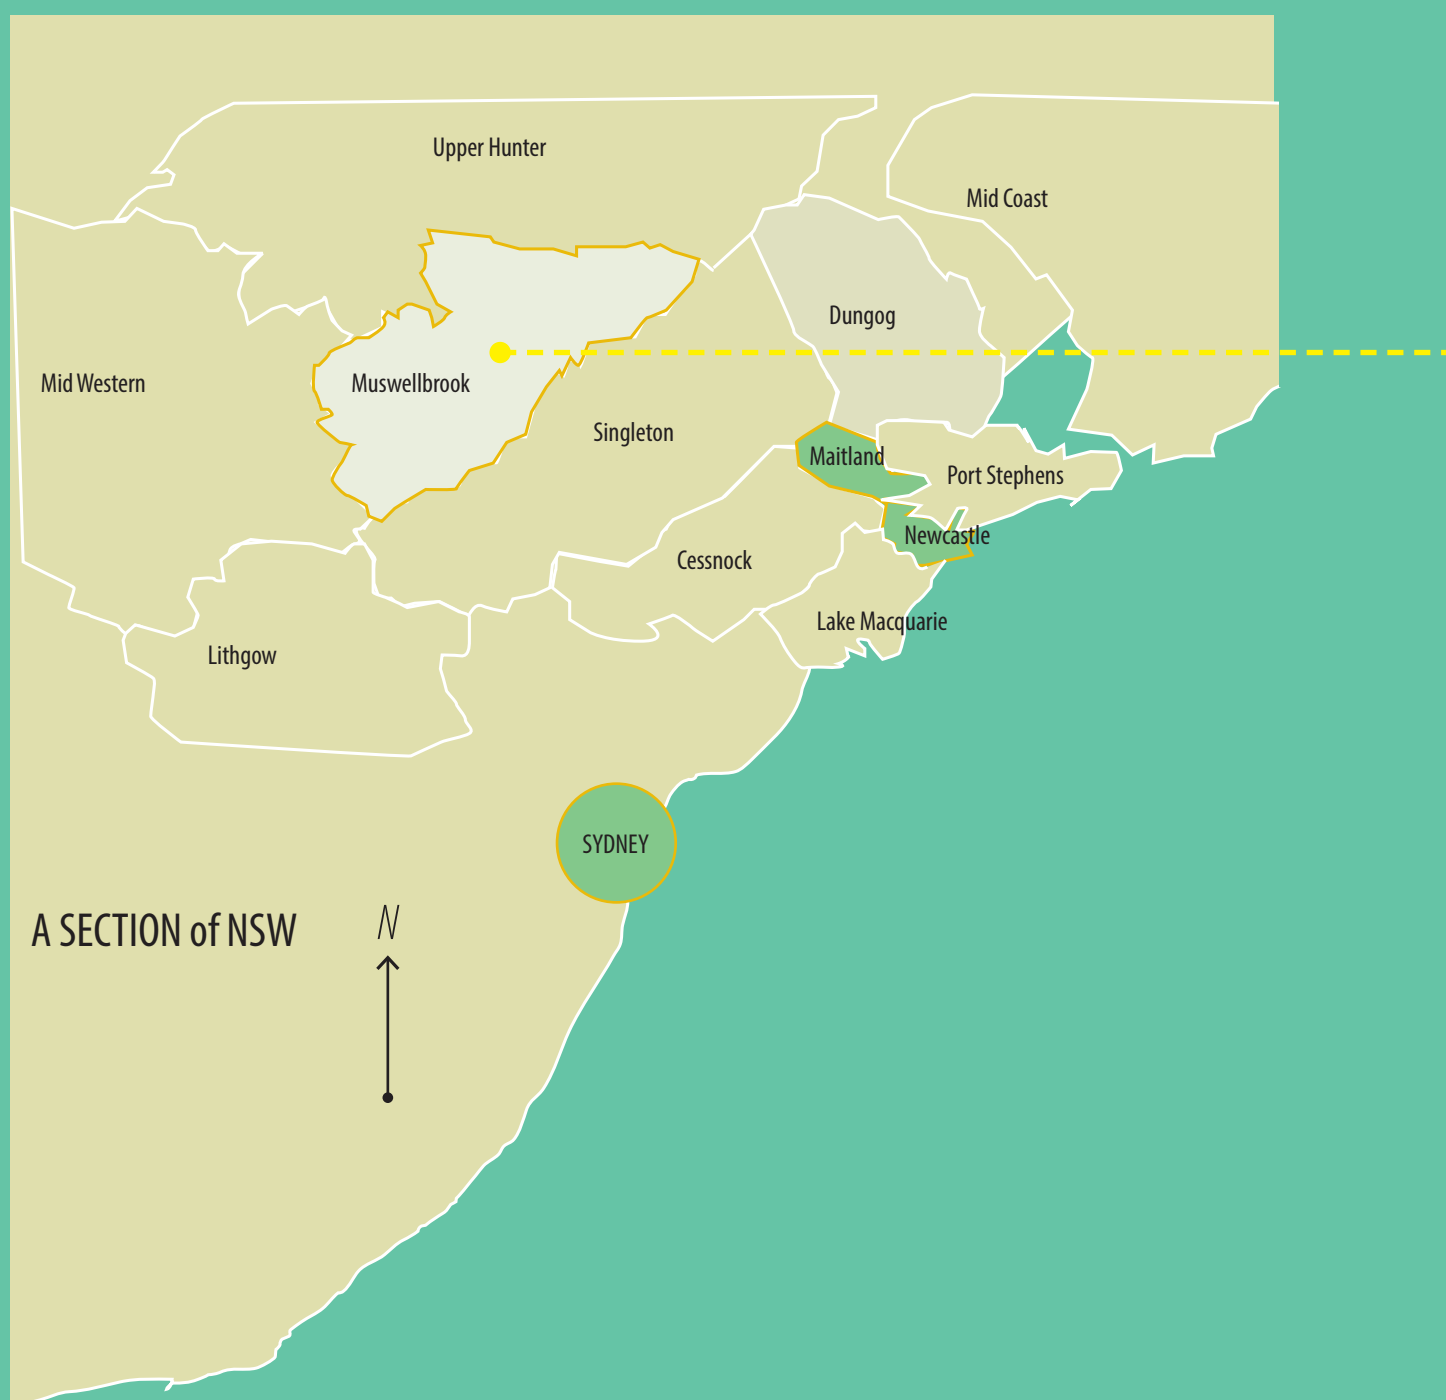 Upper Hunter
Mid Coast
Dungog
Mid Western
Muswellbrook
Singleton
Maitland
Port Stephens
Newcastle
Cessnock
Lake Macquarie
Lithgow
SYDNEY
A SECTION of NSW
N